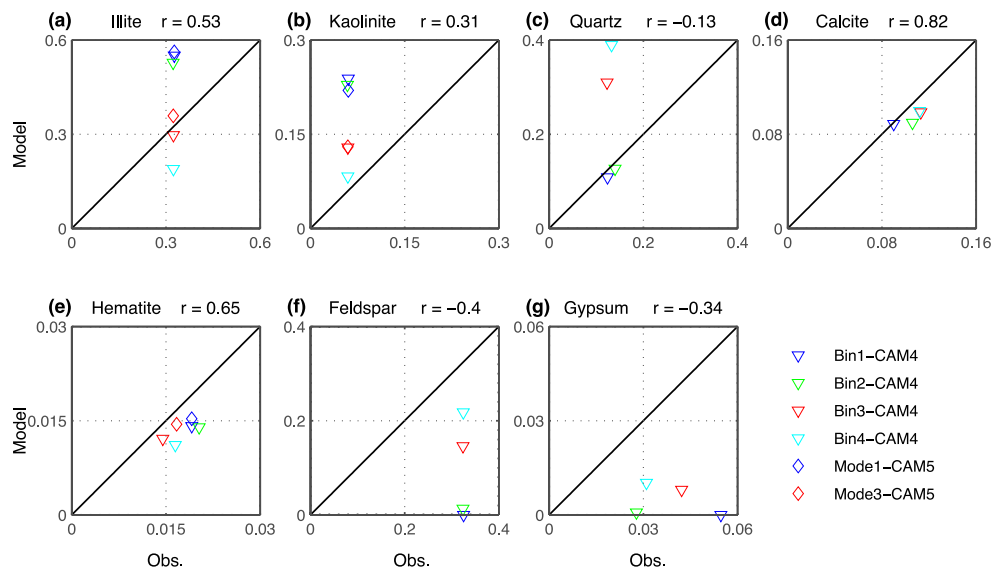 (a) Illite r = 0.53
(b) Kaolinite r = 0.31
(c) Quartz r = −0.13
(d) Calcite r = 0.82
Model
0.6
0.3
0
0 0.3 0.6
0.3
0.15
0
0 0.15 0.3
0.4
0.2
0
0 0.2 0.4
0.16
0.08
0
0 0.08 0.16
(e) Hematite r = 0.65
(f) Feldspar r = −0.4
(g) Gypsum r = −0.34
Model
0.03
0.015
0
0 0.015 0.03
Obs.
0.4
0.2
0
0 0.2 0.4
Obs.
0.06
0.03
0
0 0.03 0.06
Obs.
Bin1−CAM4
Bin2−CAM4
Bin3−CAM4
Bin4−CAM4
Mode1−CAM5
Mode3−CAM5